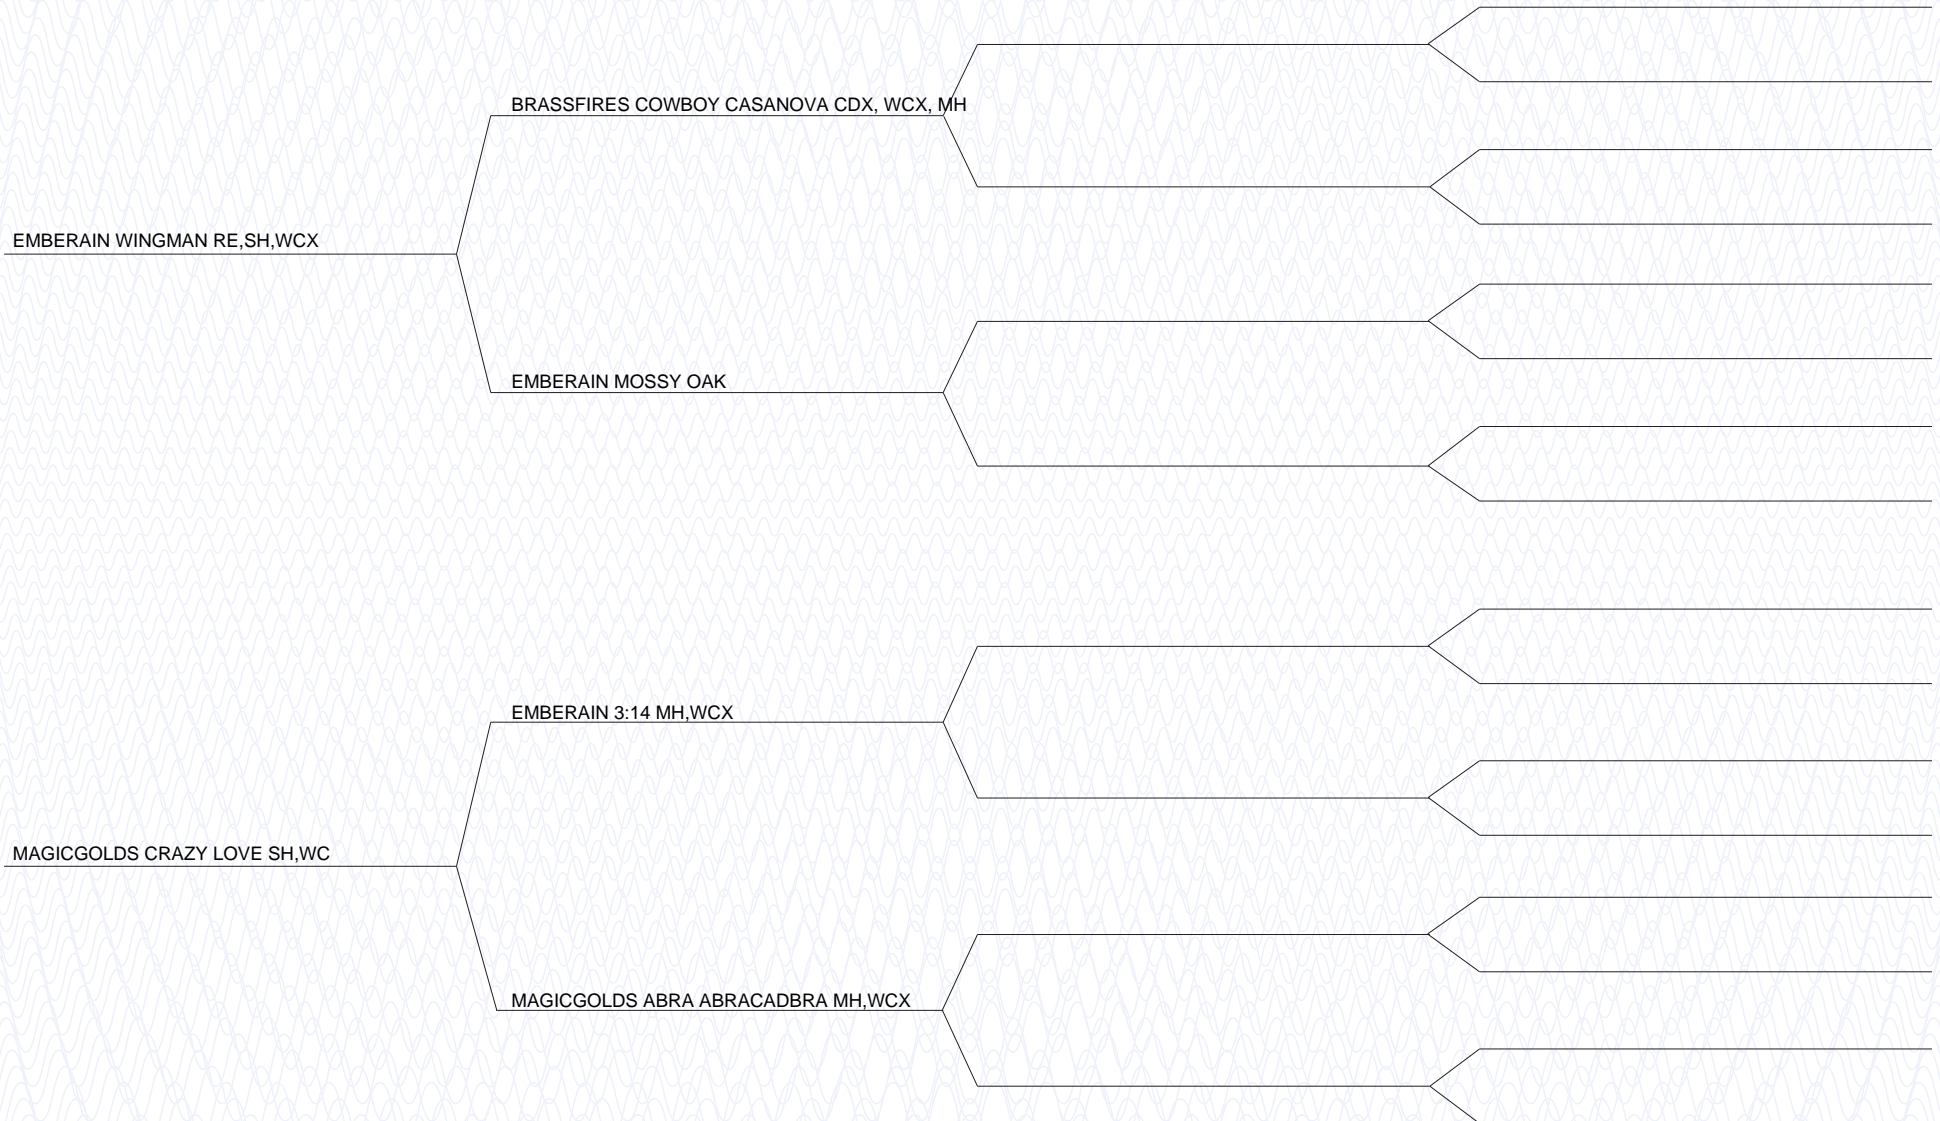 BRASSFIRES COWBOY CASANOVA CDX, WCX, MH
EMBERAIN WINGMAN RE,SH,WCX
EMBERAIN MOSSY OAK
EMBERAIN 3:14 MH,WCX
MAGICGOLDS CRAZY LOVE SH,WC
MAGICGOLDS ABRA ABRACADBRA MH,WCX